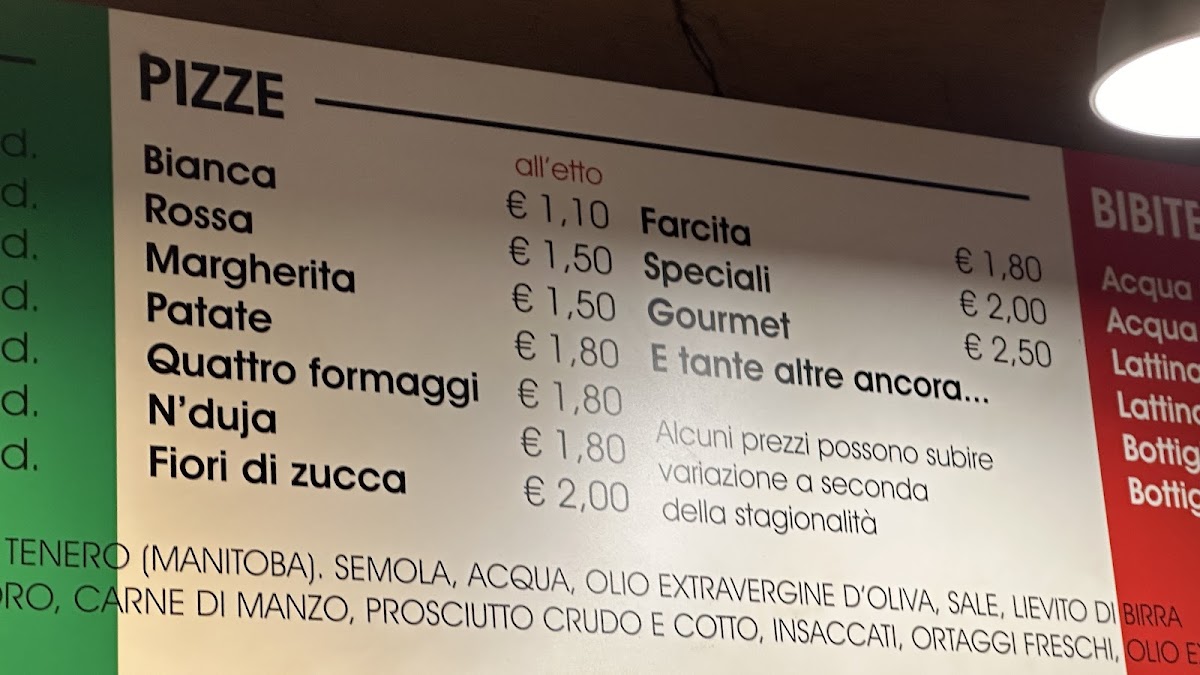 d.
d.
d.
d.
d.
d.
d.
PIZZE
all'etto
Bianca € 1,10
Rossa € 1,50
Margherita € 1,50
Patate € 1,80
Quattro formaggi € 1,80
N'duja € 1,80
Fiori di zucca € 2,00
Farcita € 1,80
Speciali € 2,00
Gourmet € 2,50
E tante altre ancora...
Alcuni prezzi possono subire
variazione a seconda
della stagionalità
BIBITE
Acqua
Acqua
TENERO (MANITOBA). SEMOLA, ACQUA, OLIO EXTRAVERGINE D'OLIVA, SALE, LIEVITO DI BIRRA
CARNE DI MANZO, PROSCIUTTO CRUDO E COTTO, INSACCATI, ORTAGGI FRESCHI, OLIO